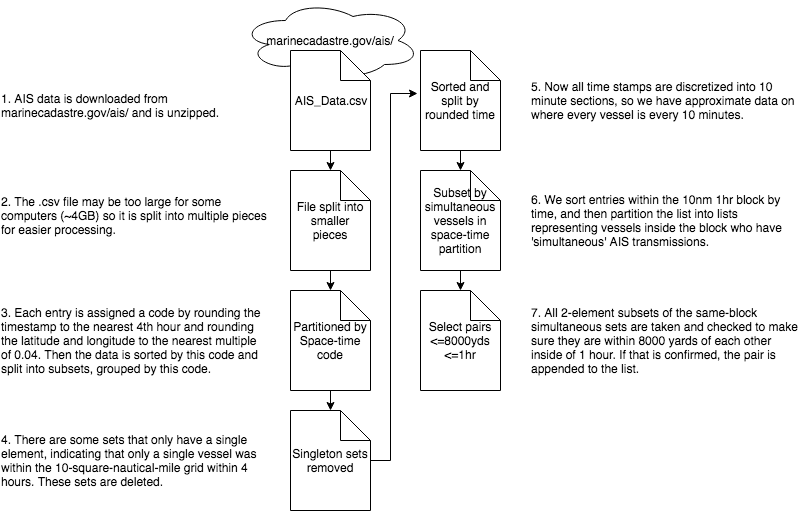 marinecadastre.gov/ais/
1. AIS data is downloaded from
marinecadastre.gov/ais/ and is unzipped.
AIS_Data.csv
2. The .csv file may be too large for some
computers (~4GB) so it is split into multiple pieces
for easier processing.
File split into
smaller
pieces
3. Each entry is assigned a code by rounding the
timestamp to the nearest 4th hour and rounding
the latitude and longitude to the nearest multiple
of 0.04. Then the data is sorted by this code and
split into subsets, grouped by this code.
Partitioned by
Space-time
code
4. There are some sets that only have a single
element, indicating that only a single vessel was
within the 10-square-nautical-mile grid within 4
hours. These sets are deleted.
Singleton sets
removed
Sorted and
split by
rounded time
5. Now all time stamps are discretized into 10
minute sections, so we have approximate data on
where every vessel is every 10 minutes.
Subset by
simultaneous
vessels in
space-time
partition
6. We sort entries within the 10nm 1hr block by
time, and then partition the list into lists
representing vessels inside the block who have
'simultaneous' AIS transmissions.
Select pairs
<=8000yds
<=1hr
7. All 2-element subsets of the same-block
simultaneous sets are taken and checked to make
sure they are within 8000 yards of each other
inside of 1 hour. If that is confirmed, the pair is
appended to the list.